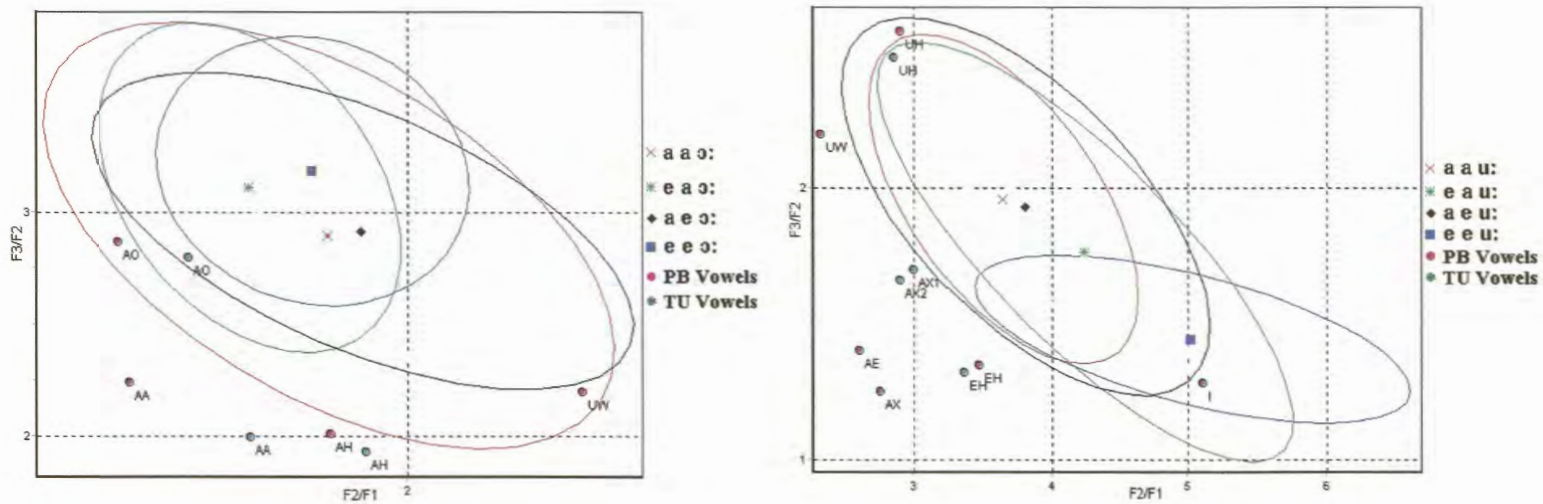 3
2
F3/F2
AO
AO
AA
AA
AH
AH
UW
2
F2/F1
a a ɔ:
e a ɔ:
a e ɔ:
e e ɔ:
PB Vowels
TU Vowels
2
1
F3/F2
UH
UH
UW
AX1
AX2
AE
AX
EH
EH
I
3
4
5
6
F2/F1
a a u:
e a u:
a e u:
e e u:
PB Vowels
TU Vowels